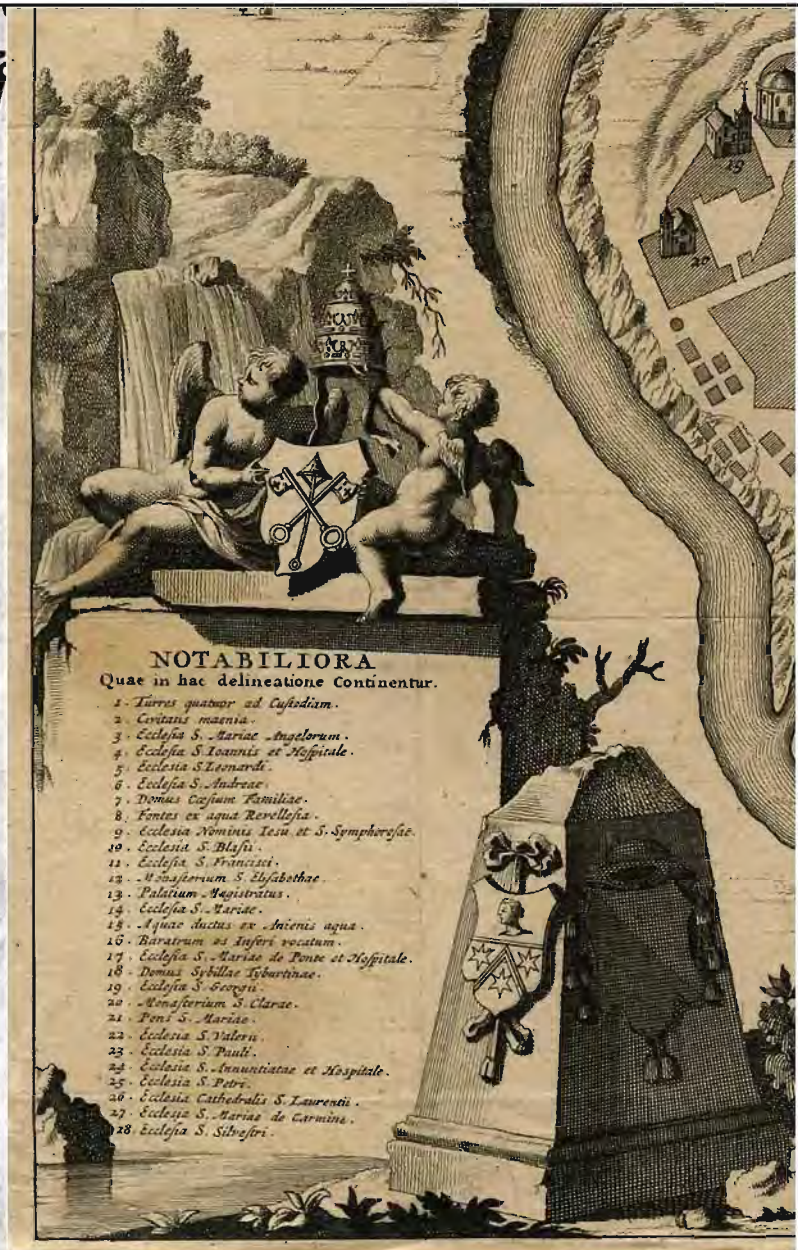 19
20
NOTABILIORA
Quae in hac delineatione Continentur.
1. Turres quatuor ad Custodiam.
2. Civitatis maenia.
3. Ecclesia S. Mariae Angelorum.
4. Ecclesia S. Ioannis et Hospitale.
5. Ecclesia S. Leonardi.
6. Ecclesia S. Andreae.
7. Domus Cæsium Familiae.
8. Fontes ex aqua Revellesia.
9. Ecclesia Nominis Iesu et S. Symphorosae.
10. Ecclesia S. Blasii.
11. Ecclesia S. Francisci.
12. Monasterium S. Elisabethae.
13. Palatium Magistratus.
14. Ecclesia S. Mariae.
15. Aquae ductus ex Anienis aqua.
16. Baratrum os Inferi vocatum.
17. Ecclesia S. Mariae de Ponte et Hospitale.
18. Domus Sybillae Tyburtinae.
19. Ecclesia S. Georgii.
20. Monasterium S. Clarae.
21. Pons S. Mariae.
22. Ecclesia S. Valerii.
23. Ecclesia S. Pauli.
24. Ecclesia S. Annuntiatae et Hospitale.
25. Ecclesia S. Petri.
26. Ecclesia Cathedralis S. Laurentii.
27. Ecclesia S. Mariae de Carmine.
28. Ecclesia S. Silvestri.